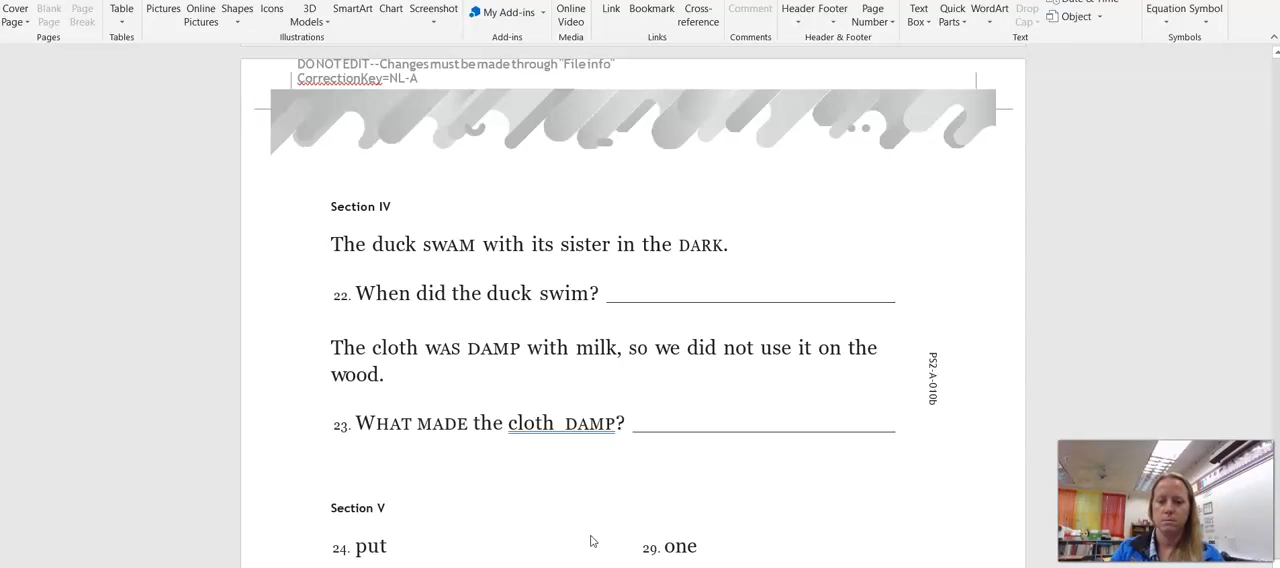 Cover Page Blank Page Page Break Table Pictures Online Pictures Shapes Icons 3D Models SmartArt Chart Screenshot My Add-ins Online Video Link Bookmark Cross-reference Comment Header Footer Page Number Text Box Quick Parts WordArt Drop Cap Date & Time Object Equation Symbol
Pages Tables Illustrations Add-ins Media Links Comments Header & Footer Text Symbols
DO NOT EDIT--Changes must be made through "File info"
CorrectionKey=NL-A
Section IV
The duck swAM with its sister in the DARK.
22. When did the duck swim?
The cloth wAS DAMP with milk, so we did not use it on the
wood.
PS2-A-010b
23. WHAT MADE the cloth DAMP?
Section V
24. put 29. one